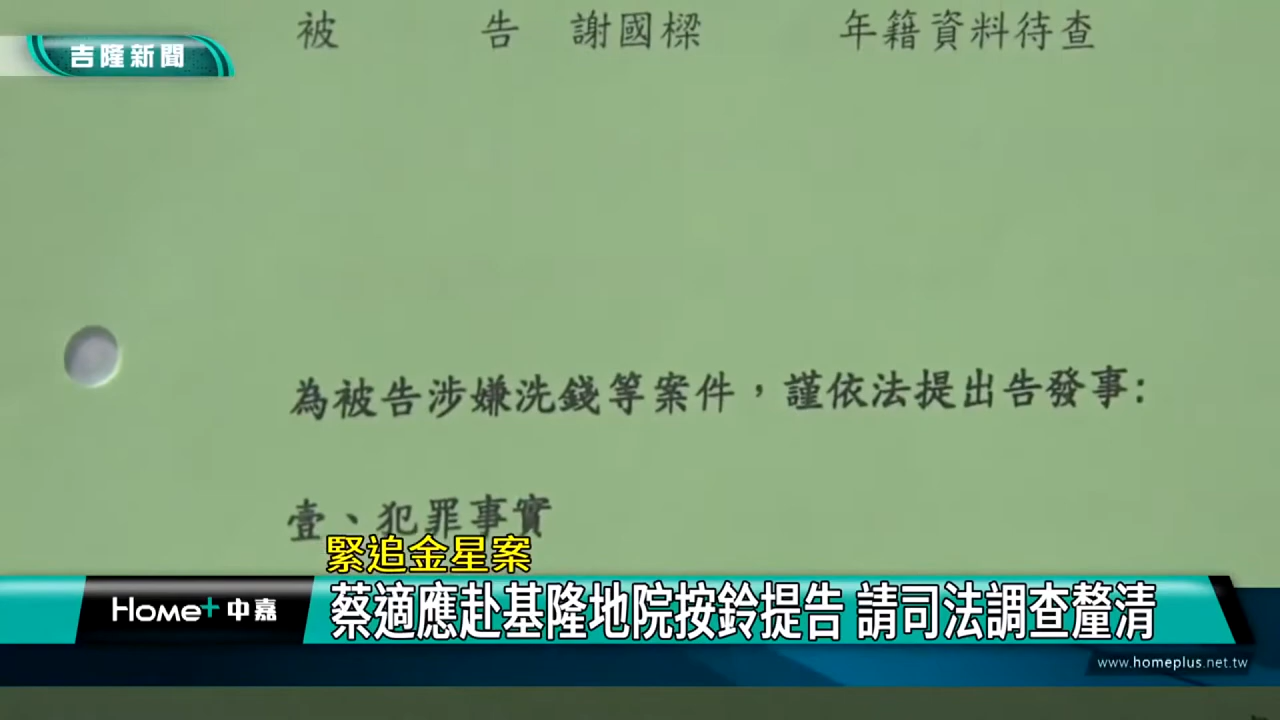 被 告 謝國樑 年籍資料待查
吉隆新聞
為被告涉嫌洗錢等案件，謹依法提出告發事：
壹、犯罪事實
緊追金星案
Home+中嘉
蔡適應赴基隆地院按鈴提告 請司法調查釐清
www.homeplus.net.tw